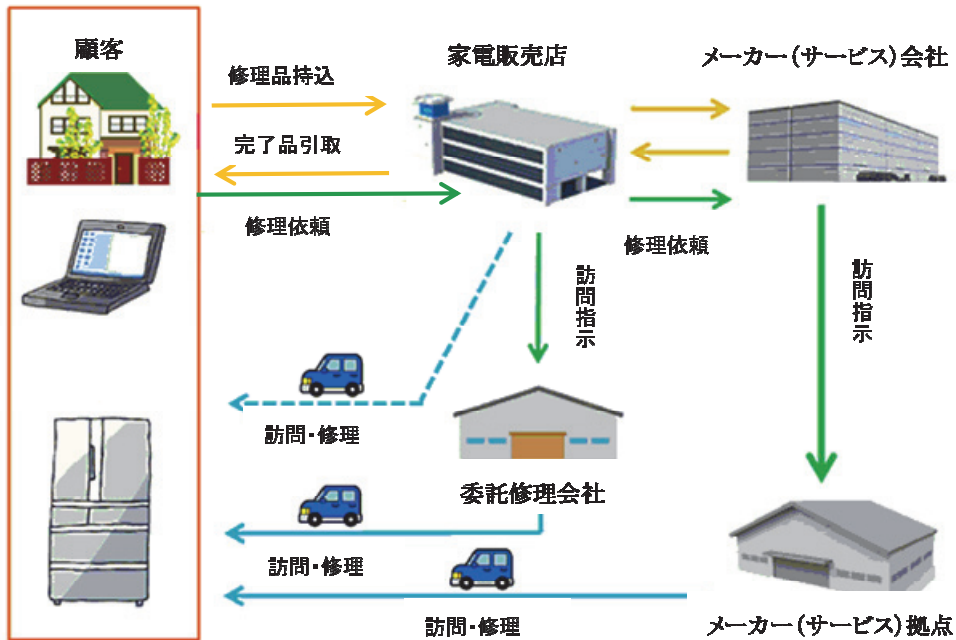 顧客
家電販売店
メーカー(サービス)会社
修理品持込
完了品引取
修理依頼
修理依頼
訪問指示
訪問指示
訪問・修理
委託修理会社
訪問・修理
訪問・修理
メーカー(サービス)拠点